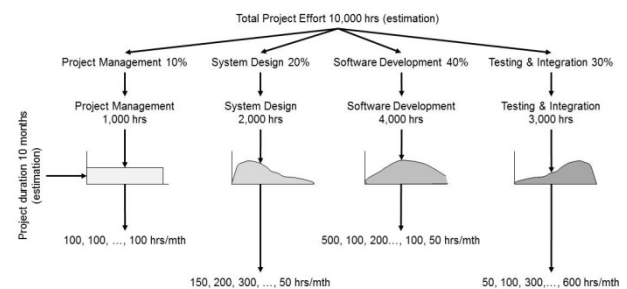 Total Project Effort 10,000 hrs (estimation)
Project Management 10%
System Design 20%
Software Development 40%
Testing & Integration 30%
Project Management
1,000 hrs
System Design
2,000 hrs
Software Development
4,000 hrs
Testing & Integration
3,000 hrs
Project duration 10 months
(estimation)
100, 100, …, 100 hrs/mth
500, 100, 200…, 100, 50 hrs/mth
150, 200, 300, …, 50 hrs/mth
50, 100, 300,…, 600 hrs/mth